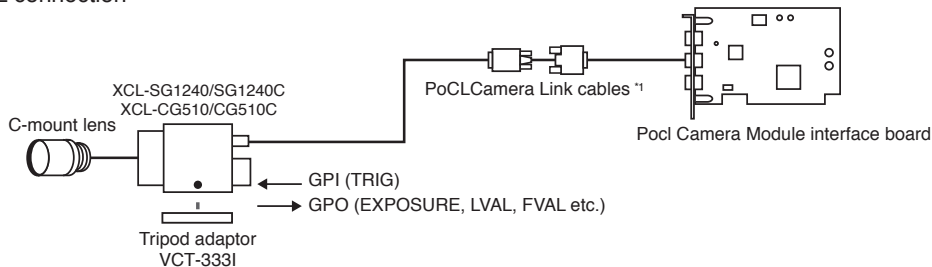 connection
XCL-SG1240/SG1240C
XCL-CG510/CG510C
C-mount lens
PoCLCamera Link cables *1
Pocl Camera Module interface board
GPI (TRIG)
GPO (EXPOSURE, LVAL, FVAL etc.)
Tripod adaptor
VCT-333I